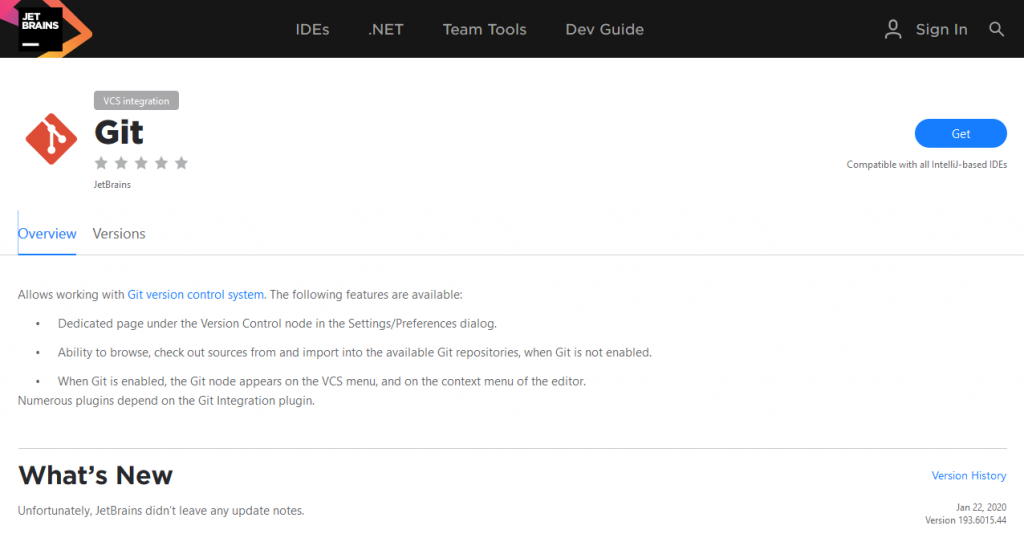 JET
BRAINS
IDEs .NET Team Tools Dev Guide Sign In
VCS integration
Git
Get
JetBrains
Compatible with all IntelliJ-based IDEs
Overview Versions
Allows working with Git version control system. The following features are available:
• Dedicated page under the Version Control node in the Settings/Preferences dialog.
• Ability to browse, check out sources from and import into the available Git repositories, when Git is not enabled.
• When Git is enabled, the Git node appears on the VCS menu, and on the context menu of the editor.
Numerous plugins depend on the Git Integration plugin.
What's New
Version History
Unfortunately, JetBrains didn't leave any update notes.
Jan 22, 2020
Version 193.6015.44